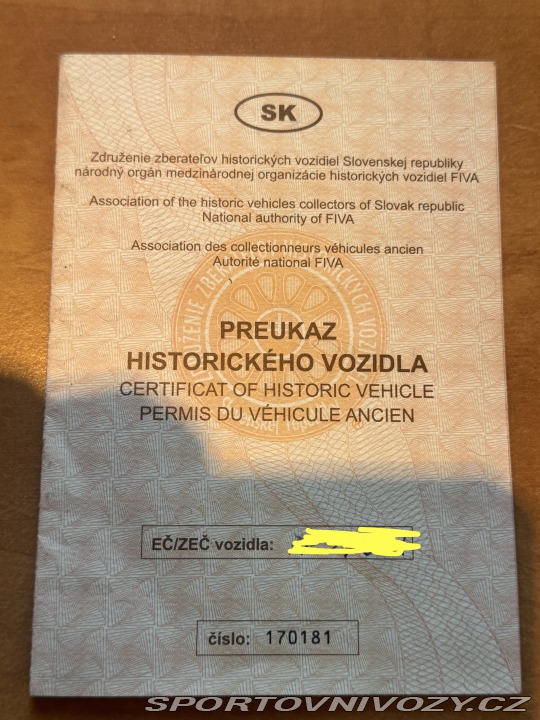 SK
Združenie zberateľov historických vozidiel Slovenskej republiky
národný orgán medzinárodnej organizácie historických vozidiel FIVA
Association of the historic vehicles collectors of Slovak republic
National authority of FIVA
Association des collectionneurs véhicules ancien
Autorité national FIVA
PREUKAZ
HISTORICKÉHO VOZIDLA
CERTIFICAT OF HISTORIC VEHICLE
PERMIS DU VÉHICULE ANCIEN
EČ/ZEČ vozidla:
číslo: 170181
SPORTOVNIVOZY.CZ